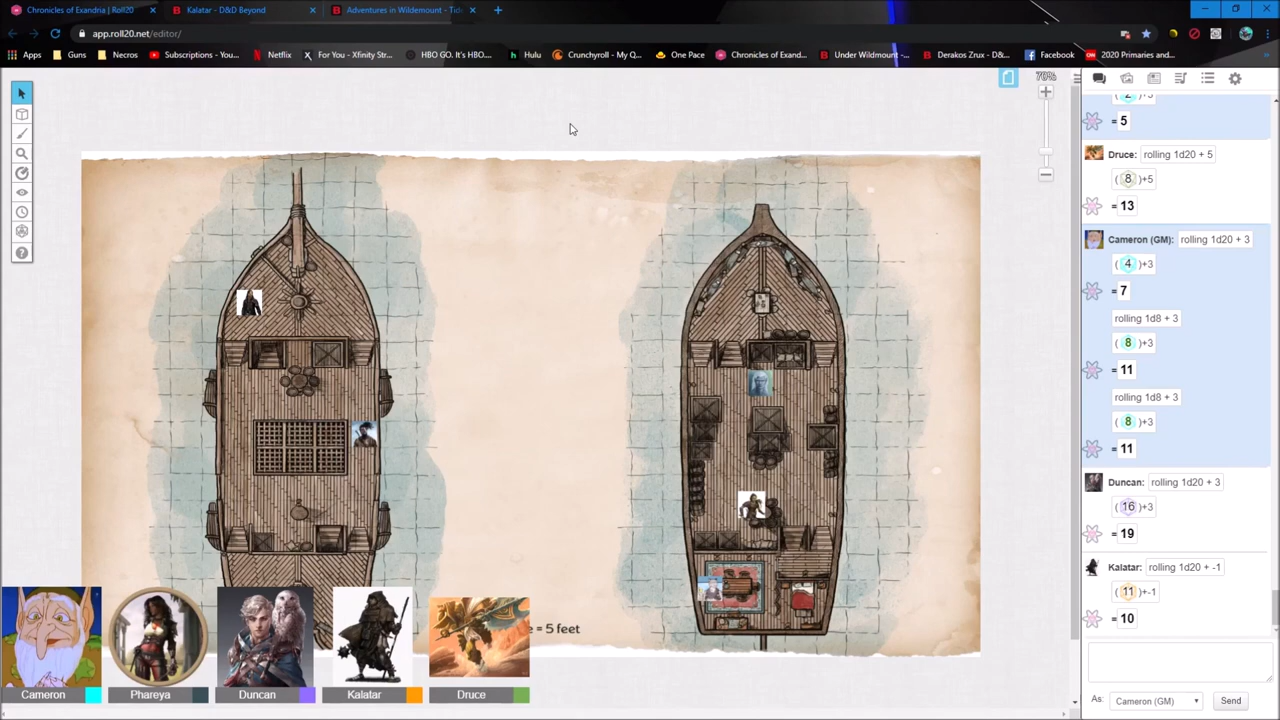 Chronicles of Exandria | Roll20
Kalatar - D&D Beyond
Adventures in Wildemount - Tid
app.roll20.net/editor/
Apps
Guns
Necros
Subscriptions - You...
Netflix
For You - Xfinity Str...
HBO GO. It's HBO....
Hulu
Crunchyroll - My Q...
One Pace
Chronicles of Exand...
Under Wildmount -...
Derakos Zrux - D&...
Facebook
2020 Primaries and...
78%
= 5
Druce: rolling 1d20 + 5
(8)+5
= 13
Cameron (GM): rolling 1d20 + 3
(4)+3
= 7
rolling 1d8 + 3
(8)+3
= 11
rolling 1d8 + 3
(8)+3
= 11
Duncan: rolling 1d20 + 3
(16)+3
= 19
Kalatar: rolling 1d20 + -1
(11)+-1
= 10
= 5 feet
Cameron
Phareya
Duncan
Kalatar
Druce
As: Cameron (GM) Send